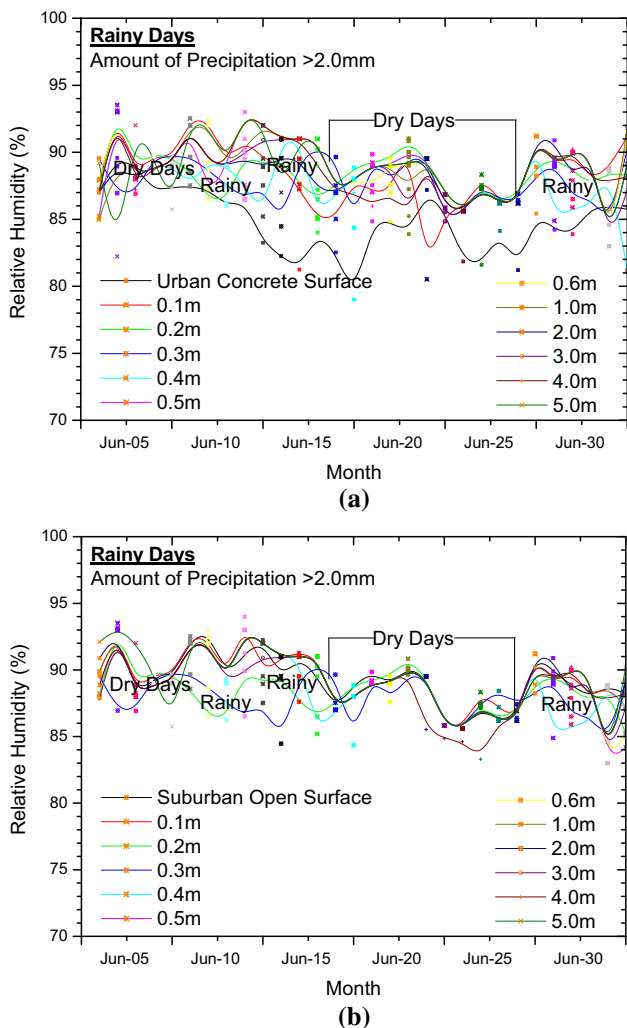 100
95
90
85
80
75
70
Relative Humidity (%)
Rainy Days
Amount of Precipitation >2.0mm
Dry Days
Dry Days
Rainy
Rainy
Rainy
Urban Concrete Surface
0.1m
0.2m
0.3m
0.4m
0.5m
0.6m
1.0m
2.0m
3.0m
4.0m
5.0m
Jun-05 Jun-10 Jun-15 Jun-20 Jun-25 Jun-30
Month
(a)
100
95
90
85
80
75
70
Relative Humidity (%)
Rainy Days
Amount of Precipitation >2.0mm
Dry Days
Dry Days
Rainy
Rainy
Rainy
Suburban Open Surface
0.1m
0.2m
0.3m
0.4m
0.5m
0.6m
1.0m
2.0m
3.0m
4.0m
5.0m
Jun-05 Jun-10 Jun-15 Jun-20 Jun-25 Jun-30
Month
(b)